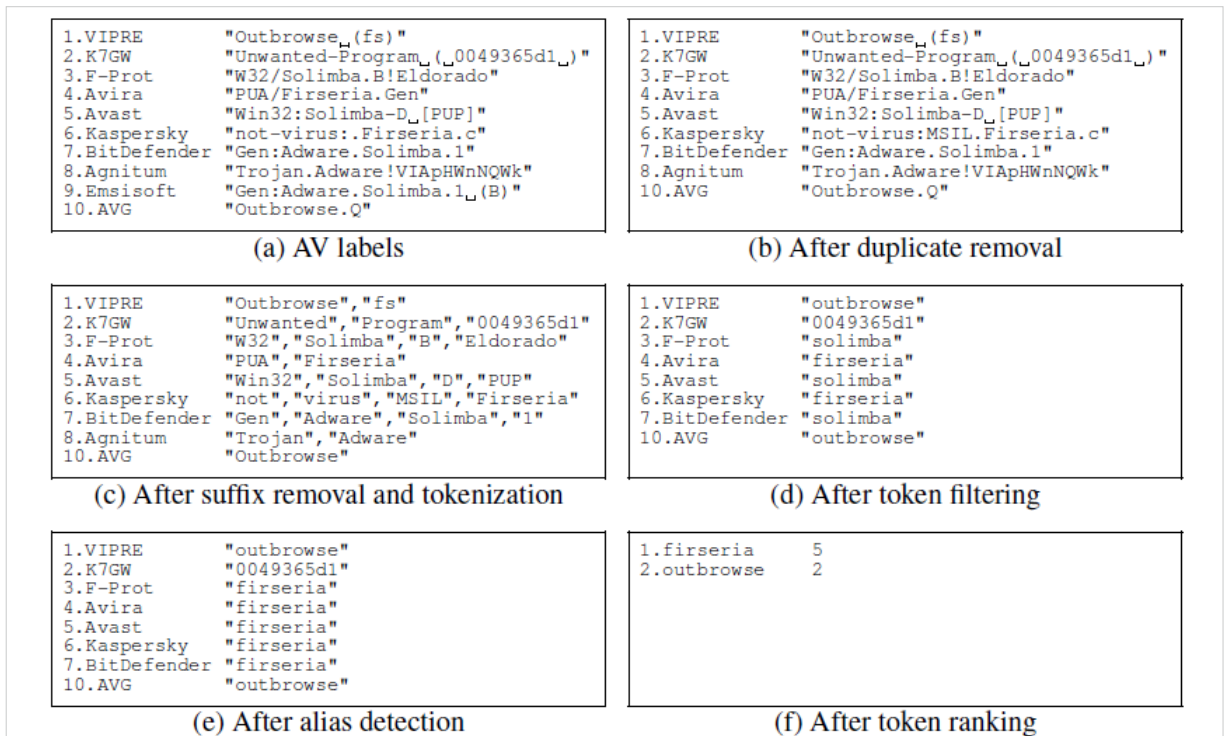 1.VIPRE "Outbrowse␣(fs)"
2.K7GW "Unwanted-Program␣(␣0049365d1␣)"
3.F-Prot "W32/Solimba.B!Eldorado"
4.Avira "PUA/Firseria.Gen"
5.Avast "Win32:Solimba-D␣[PUP]"
6.Kaspersky "not-virus:.Firseria.c"
7.BitDefender "Gen:Adware.Solimba.1"
8.Agnitum "Trojan.Adware!VIApHWnNQWk"
9.Emsisoft "Gen:Adware.Solimba.1␣(B)"
10.AVG "Outbrowse.Q"
(a) AV labels
1.VIPRE "Outbrowse␣(fs)"
2.K7GW "Unwanted-Program␣(␣0049365d1␣)"
3.F-Prot "W32/Solimba.B!Eldorado"
4.Avira "PUA/Firseria.Gen"
5.Avast "Win32:Solimba-D␣[PUP]"
6.Kaspersky "not-virus:MSIL.Firseria.c"
7.BitDefender "Gen:Adware.Solimba.1"
8.Agnitum "Trojan.Adware!VIApHWnNQWk"
10.AVG "Outbrowse.Q"
(b) After duplicate removal
1.VIPRE "Outbrowse","fs"
2.K7GW "Unwanted","Program","0049365d1"
3.F-Prot "W32","Solimba","B","Eldorado"
4.Avira "PUA","Firseria"
5.Avast "Win32","Solimba","D","PUP"
6.Kaspersky "not","virus","MSIL","Firseria"
7.BitDefender "Gen","Adware","Solimba","1"
8.Agnitum "Trojan","Adware"
10.AVG "Outbrowse"
(c) After suffix removal and tokenization
1.VIPRE "outbrowse"
2.K7GW "0049365d1"
3.F-Prot "solimba"
4.Avira "firseria"
5.Avast "solimba"
6.Kaspersky "firseria"
7.BitDefender "solimba"
10.AVG "outbrowse"
(d) After token filtering
1.VIPRE "outbrowse"
2.K7GW "0049365d1"
3.F-Prot "firseria"
4.Avira "firseria"
5.Avast "firseria"
6.Kaspersky "firseria"
7.BitDefender "firseria"
10.AVG "outbrowse"
(e) After alias detection
1.firseria 5
2.outbrowse 2
(f) After token ranking